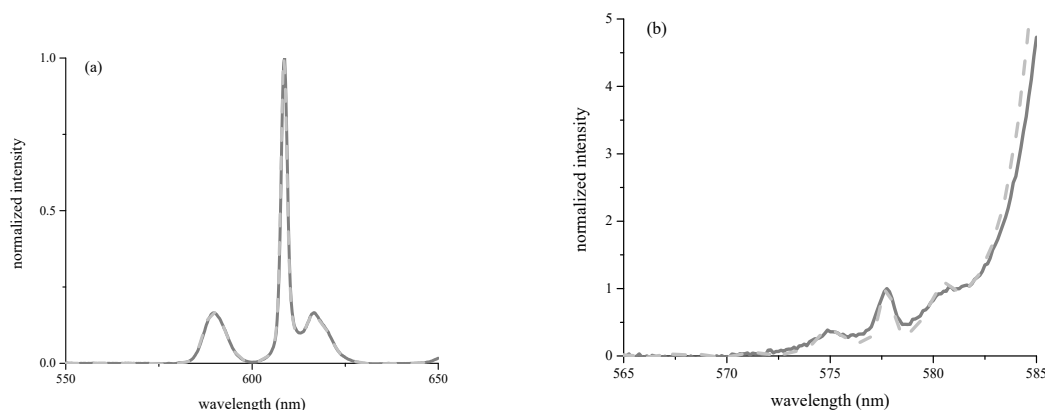 (a)
normalized intensity
1.0
0.5
0.0
550
600
650
wavelength (nm)
(b)
normalized intensity
5
4
3
2
1
0
565
570
575
580
585
wavelength (nm)